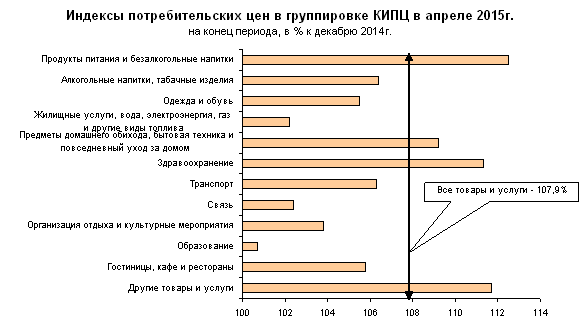 Индексы потребительских цен в группировке КИПЦ в апреле 2015г.
на конец периода, в % к декабрю 2014г.
Продукты питания и безалкогольные напитки
Алкогольные напитки, табачные изделия
Одежда и обувь
Жилищные услуги, вода, электроэнергия, газ
и другие виды топлива
Предметы домашнего обихода, бытовая техника и
повседневный уход за домом
Здравоохранение
Транспорт
Все товары и услуги - 107,9%
Связь
Организация отдыха и культурные мероприятия
Образование
Гостиницы, кафе и рестораны
Другие товары и услуги
100 102 104 106 108 110 112 114